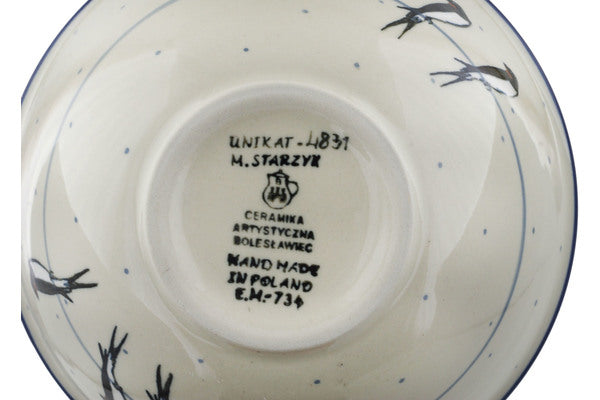 UNIKAT-4831
M. STARZYK
CERAMIKA
ARTYSTYCZNA
BOLESŁAWIEC
HAND MADE
IN POLAND
E.M.-734